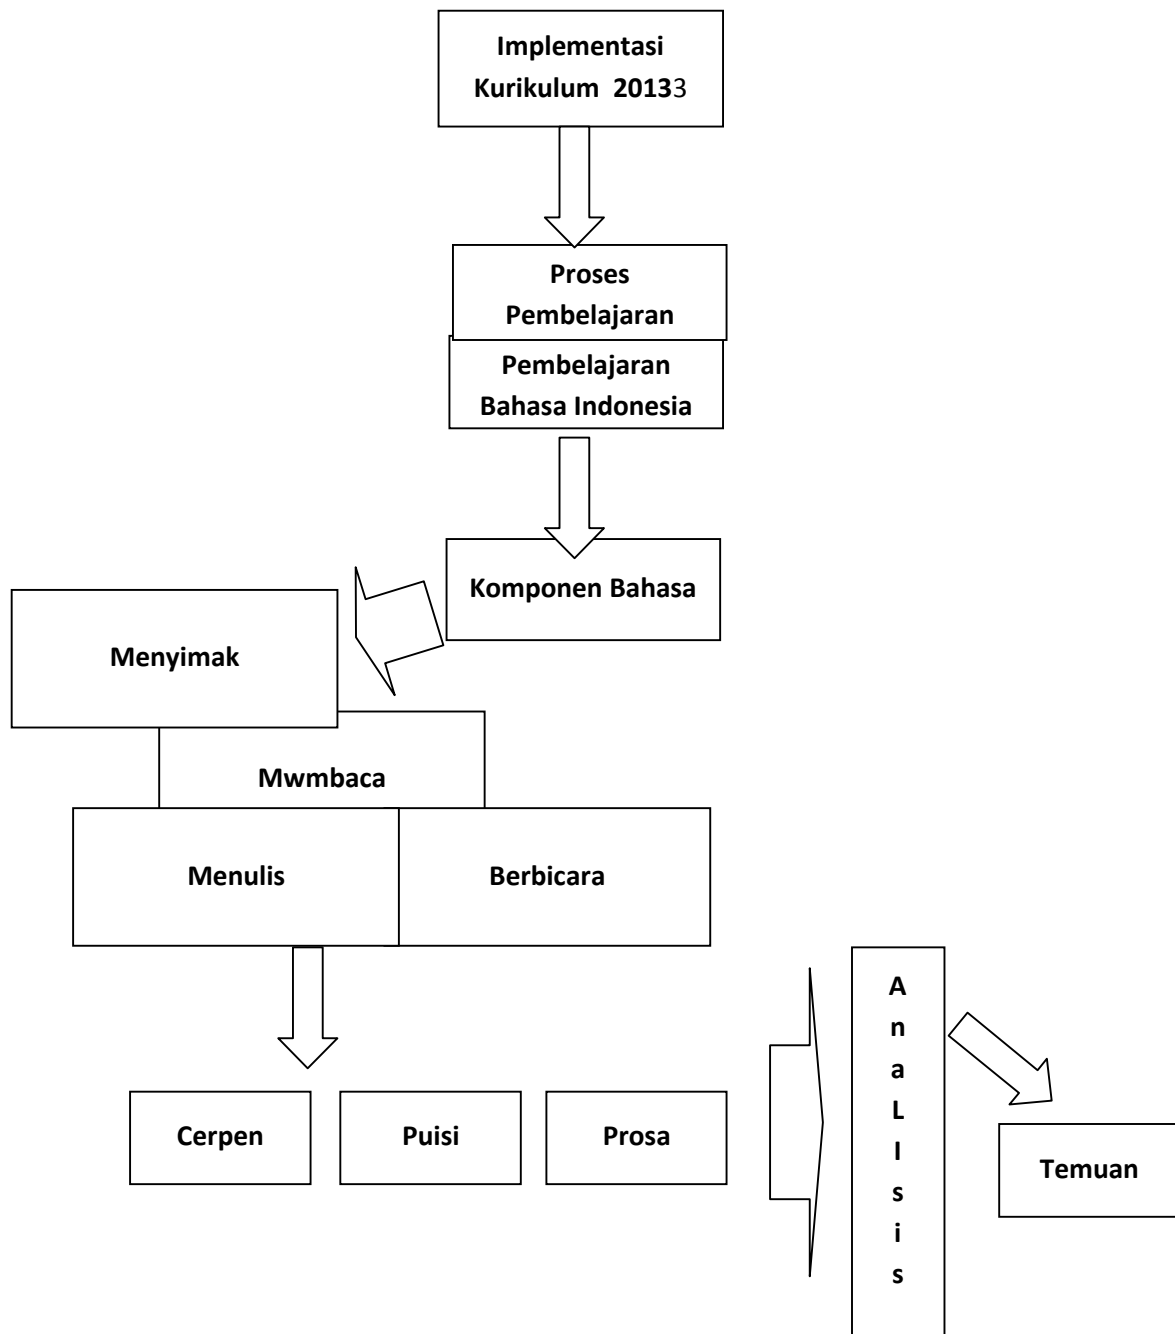 Implementasi
Kurikulum  20133
Proses
Pembelajaran
Pembelajaran
Bahasa Indonesia
Komponen Bahasa
Menyimak
Mwmbaca
Menulis
Berbicara
Cerpen
Puisi
Prosa
A
n
a
L
I
s
i
s
Temuan